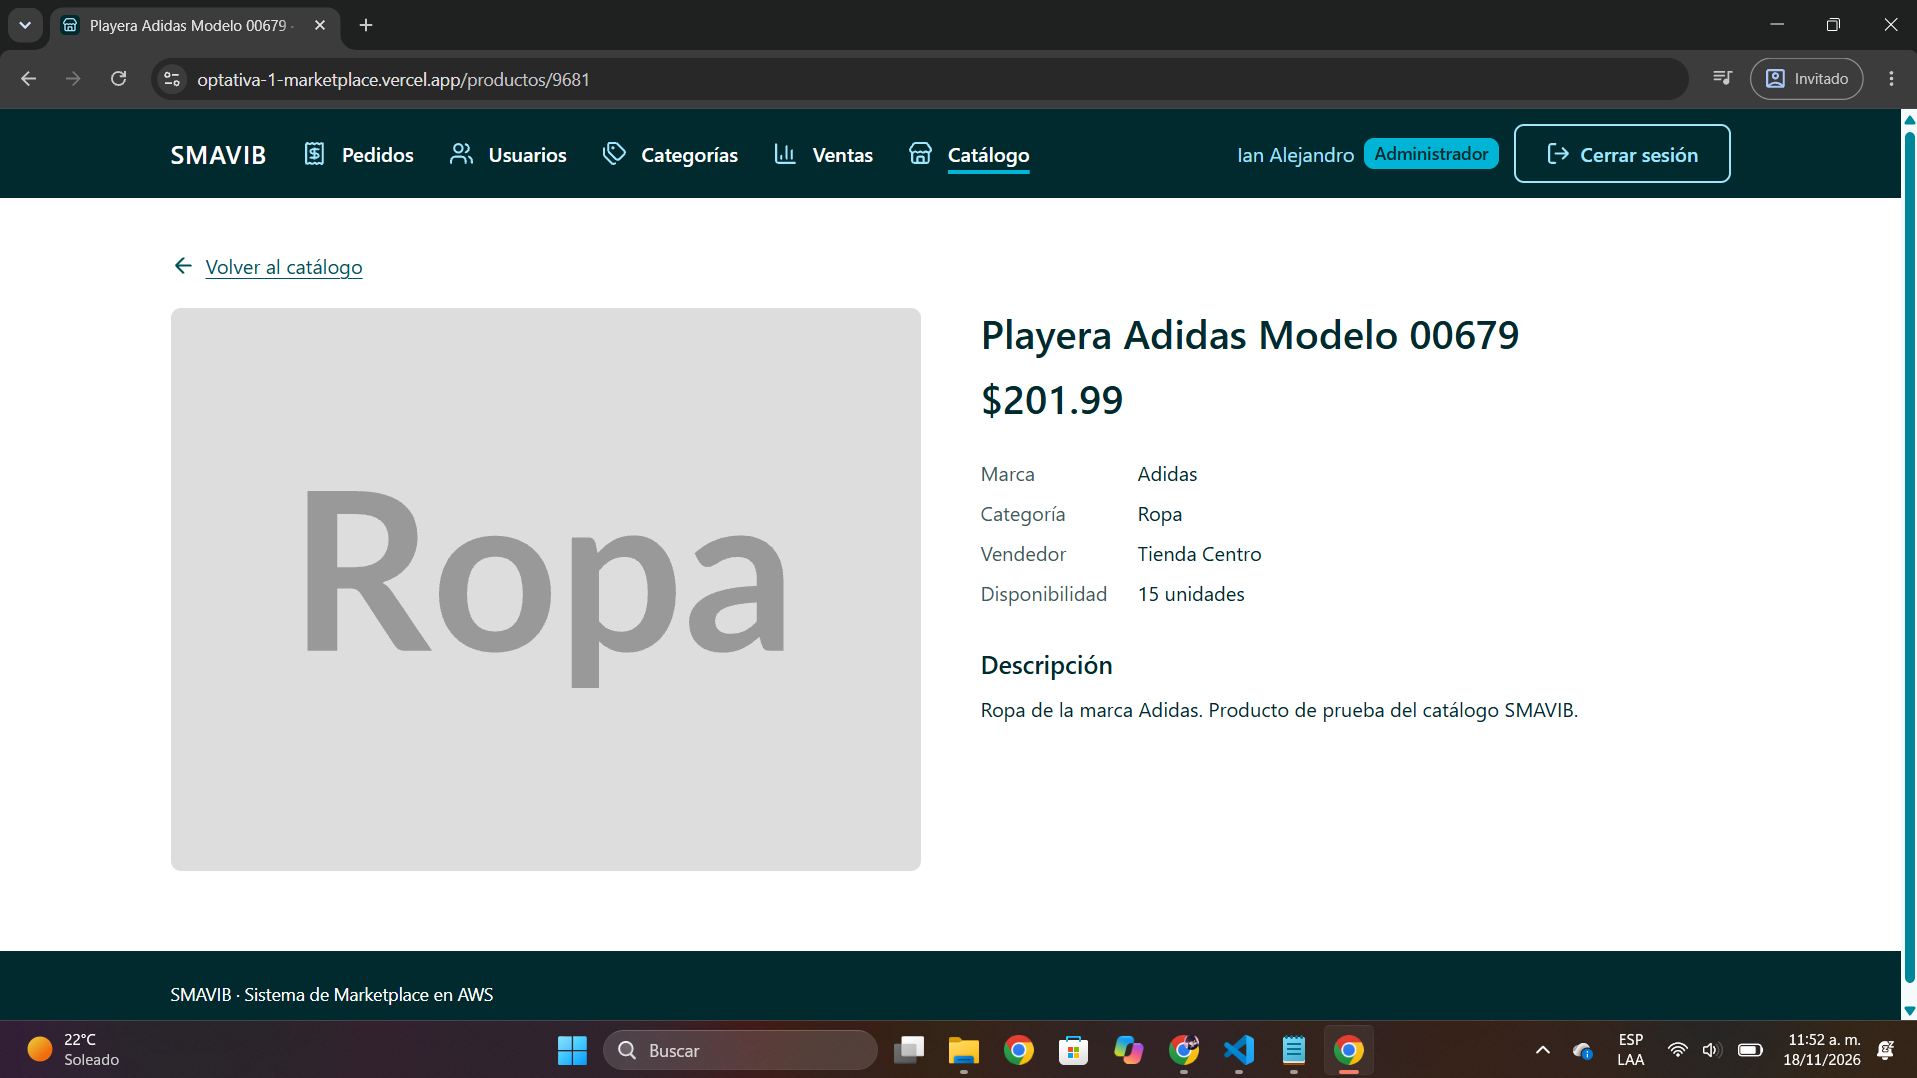 Playera Adidas Modelo 00679 -
optativa-1-marketplace.vercel.app/productos/9681
Invitado
SMAVIB
Pedidos
Usuarios
Categorías
Ventas
Catálogo
Ian Alejandro
Administrador
Cerrar sesión
Volver al catálogo
Ropa
Playera Adidas Modelo 00679
$201.99
Marca Adidas
Categoría Ropa
Vendedor Tienda Centro
Disponibilidad 15 unidades
Descripción
Ropa de la marca Adidas. Producto de prueba del catálogo SMAVIB.
SMAVIB · Sistema de Marketplace en AWS
22°C
Soleado
Buscar
ESP
LAA
11:52 a. m.
18/11/2026